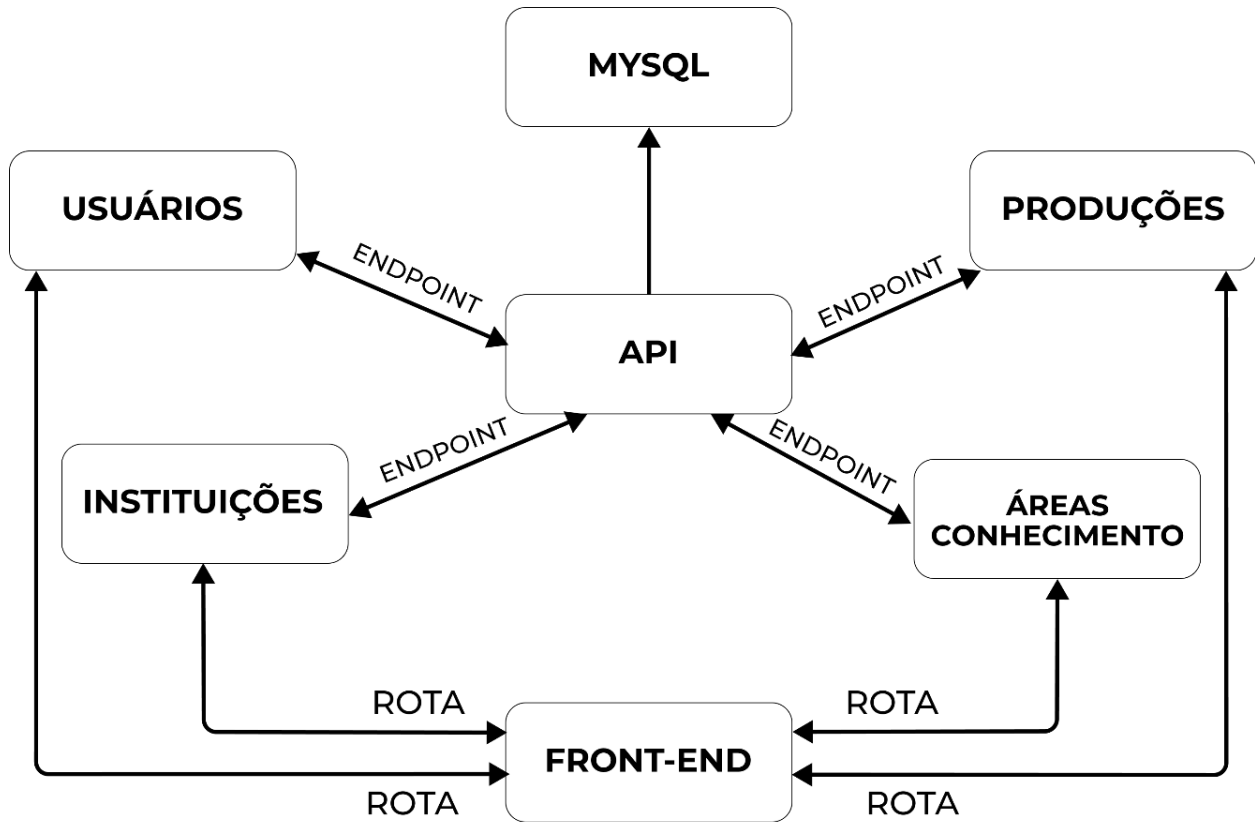 MYSQL
USUÁRIOS
PRODUÇÕES
ENDPOINT
ENDPOINT
API
ENDPOINT
ENDPOINT
INSTITUIÇÕES
ÁREAS
CONHECIMENTO
ROTA
ROTA
FRONT-END
ROTA
ROTA